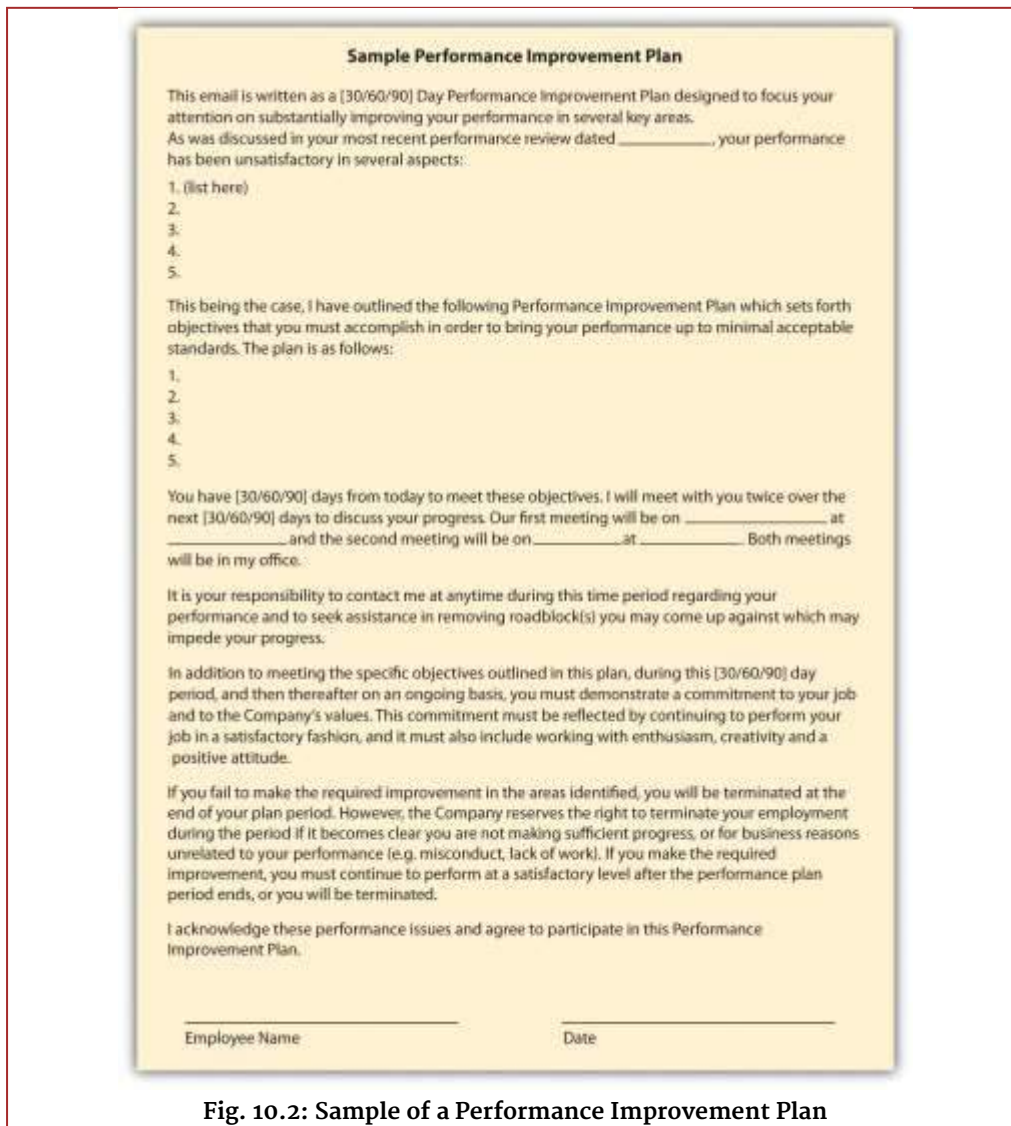 Sample Performance Improvement Plan
This email is written as a [30/60/90] Day Performance Improvement Plan designed to focus your
attention on substantially improving your performance in several key areas.
As was discussed in your most recent performance review dated ___________, your performance
has been unsatisfactory in several aspects:
1. (list here)
2.
3.
4.
5.
This being the case, I have outlined the following Performance Improvement Plan which sets forth
objectives that you must accomplish in order to bring your performance up to minimal acceptable
standards. The plan is as follows:
1.
2.
3.
4.
5.
You have [30/60/90] days from today to meet these objectives. I will meet with you twice over the
next [30/60/90] days to discuss your progress. Our first meeting will be on ________________ at
_____________ and the second meeting will be on __________ at ____________. Both meetings
will be in my office.
It is your responsibility to contact me at anytime during this time period regarding your
performance and to seek assistance in removing roadblock(s) you may come up against which may
impede your progress.
In addition to meeting the specific objectives outlined in this plan, during this [30/60/90] day
period, and then thereafter on an ongoing basis, you must demonstrate a commitment to your job
and to the Company's values. This commitment must be reflected by continuing to perform your
job in a satisfactory fashion, and it must also include working with enthusiasm, creativity and a
positive attitude.
If you fail to make the required improvement in the areas identified, you will be terminated at the
end of your plan period. However, the Company reserves the right to terminate your employment
during the period if it becomes clear you are not making sufficient progress, or for business reasons
unrelated to your performance (e.g. misconduct, lack of work). If you make the required
improvement, you must continue to perform at a satisfactory level after the performance plan
period ends, or you will be terminated.
I acknowledge these performance issues and agree to participate in this Performance
Improvement Plan.
Employee Name Date
Fig. 10.2: Sample of a Performance Improvement Plan